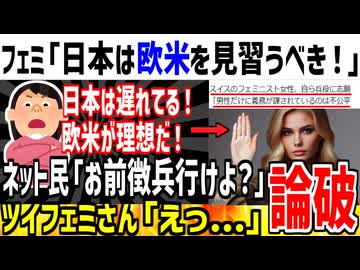 フェミ「日本は欧米を見習うべき！」
スイスのフェミニスト女性、自ら兵役に志願
「男性だけに義務が課されているのは不公平
日本は遅れてる！
欧米が理想だ！
ネット民「お前徴兵行けよ？」
ツイフェミさん「えっ...」
論破